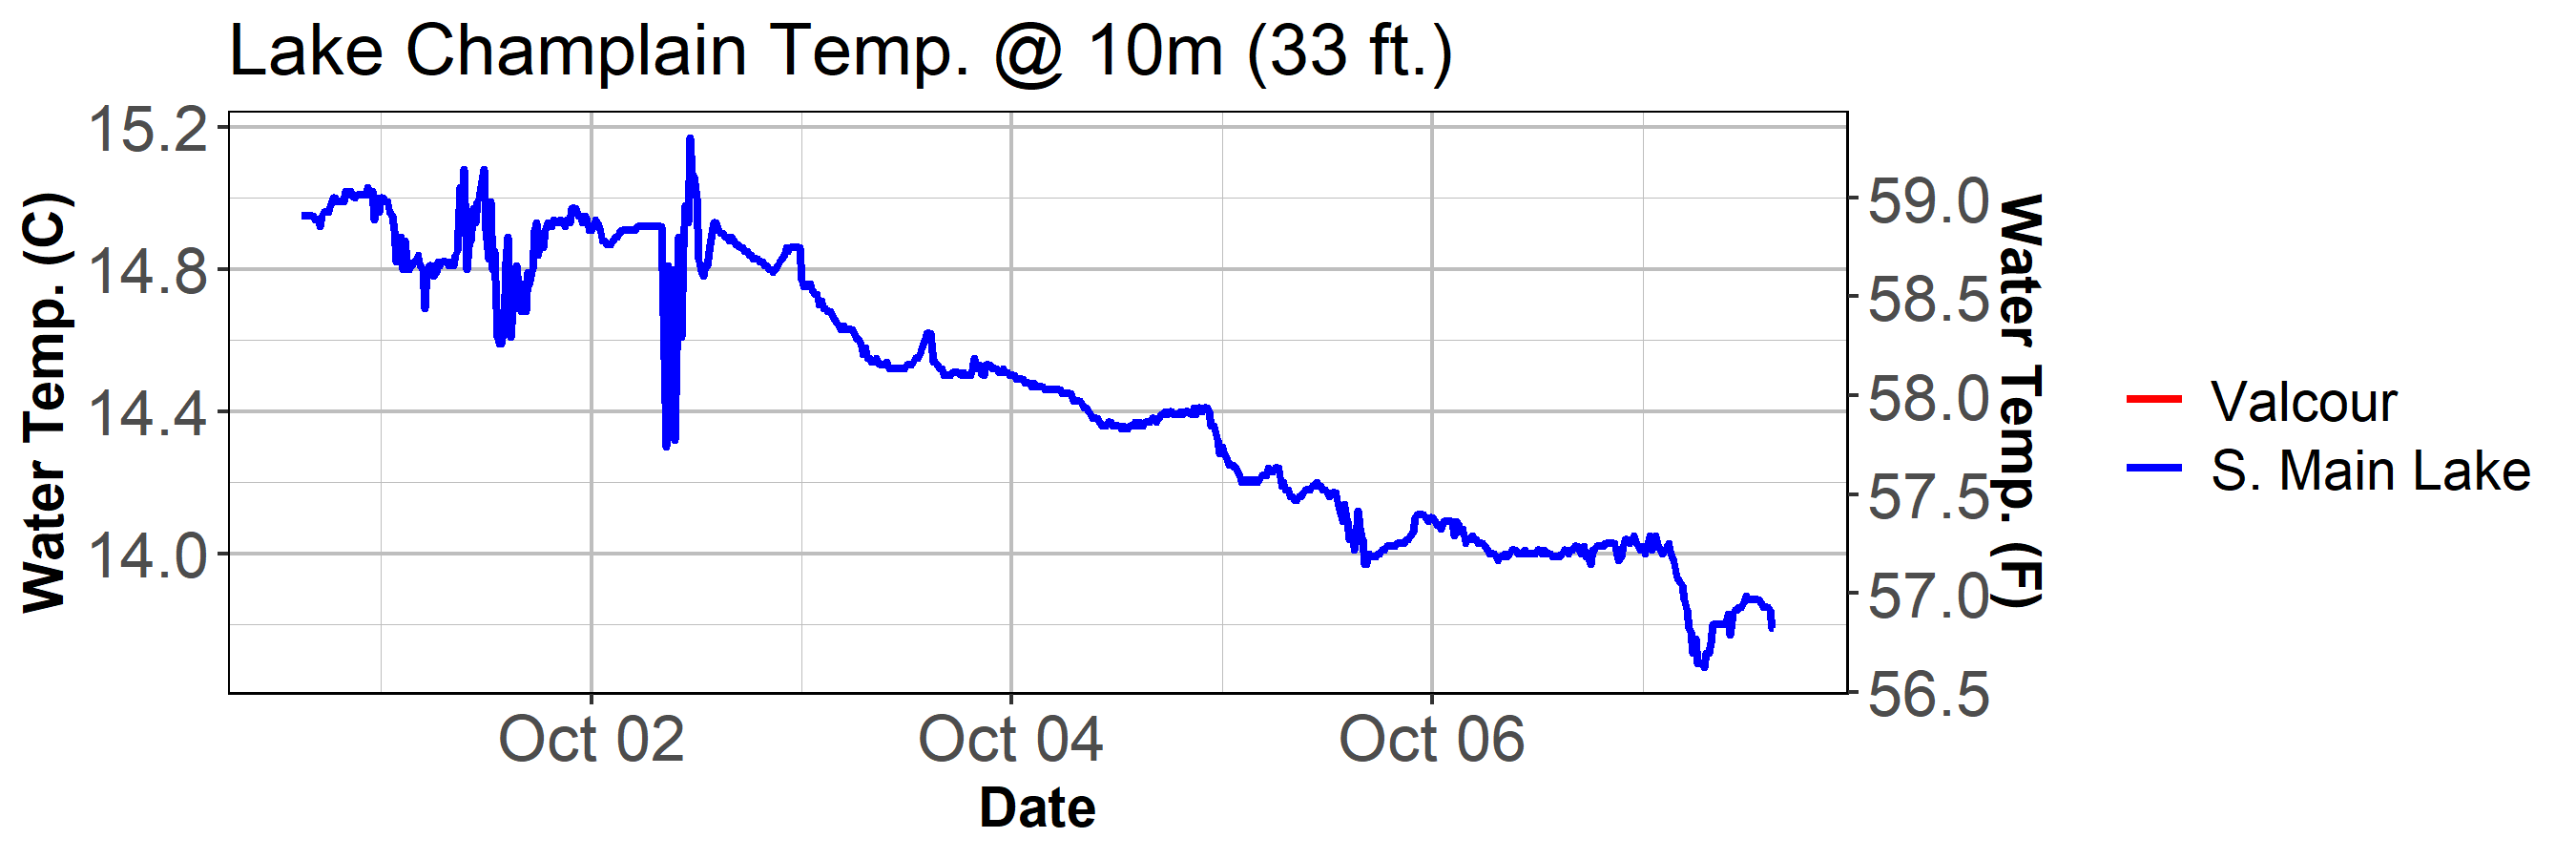 Lake Champlain Temp. @ 10m (33 ft.)
Water Temp. (C)
15.2
14.8
14.4
14.0
59.0
58.5
58.0
57.5
57.0
56.5
Water Temp. (F)
Oct 02
Oct 04
Oct 06
Date
Valcour
S. Main Lake